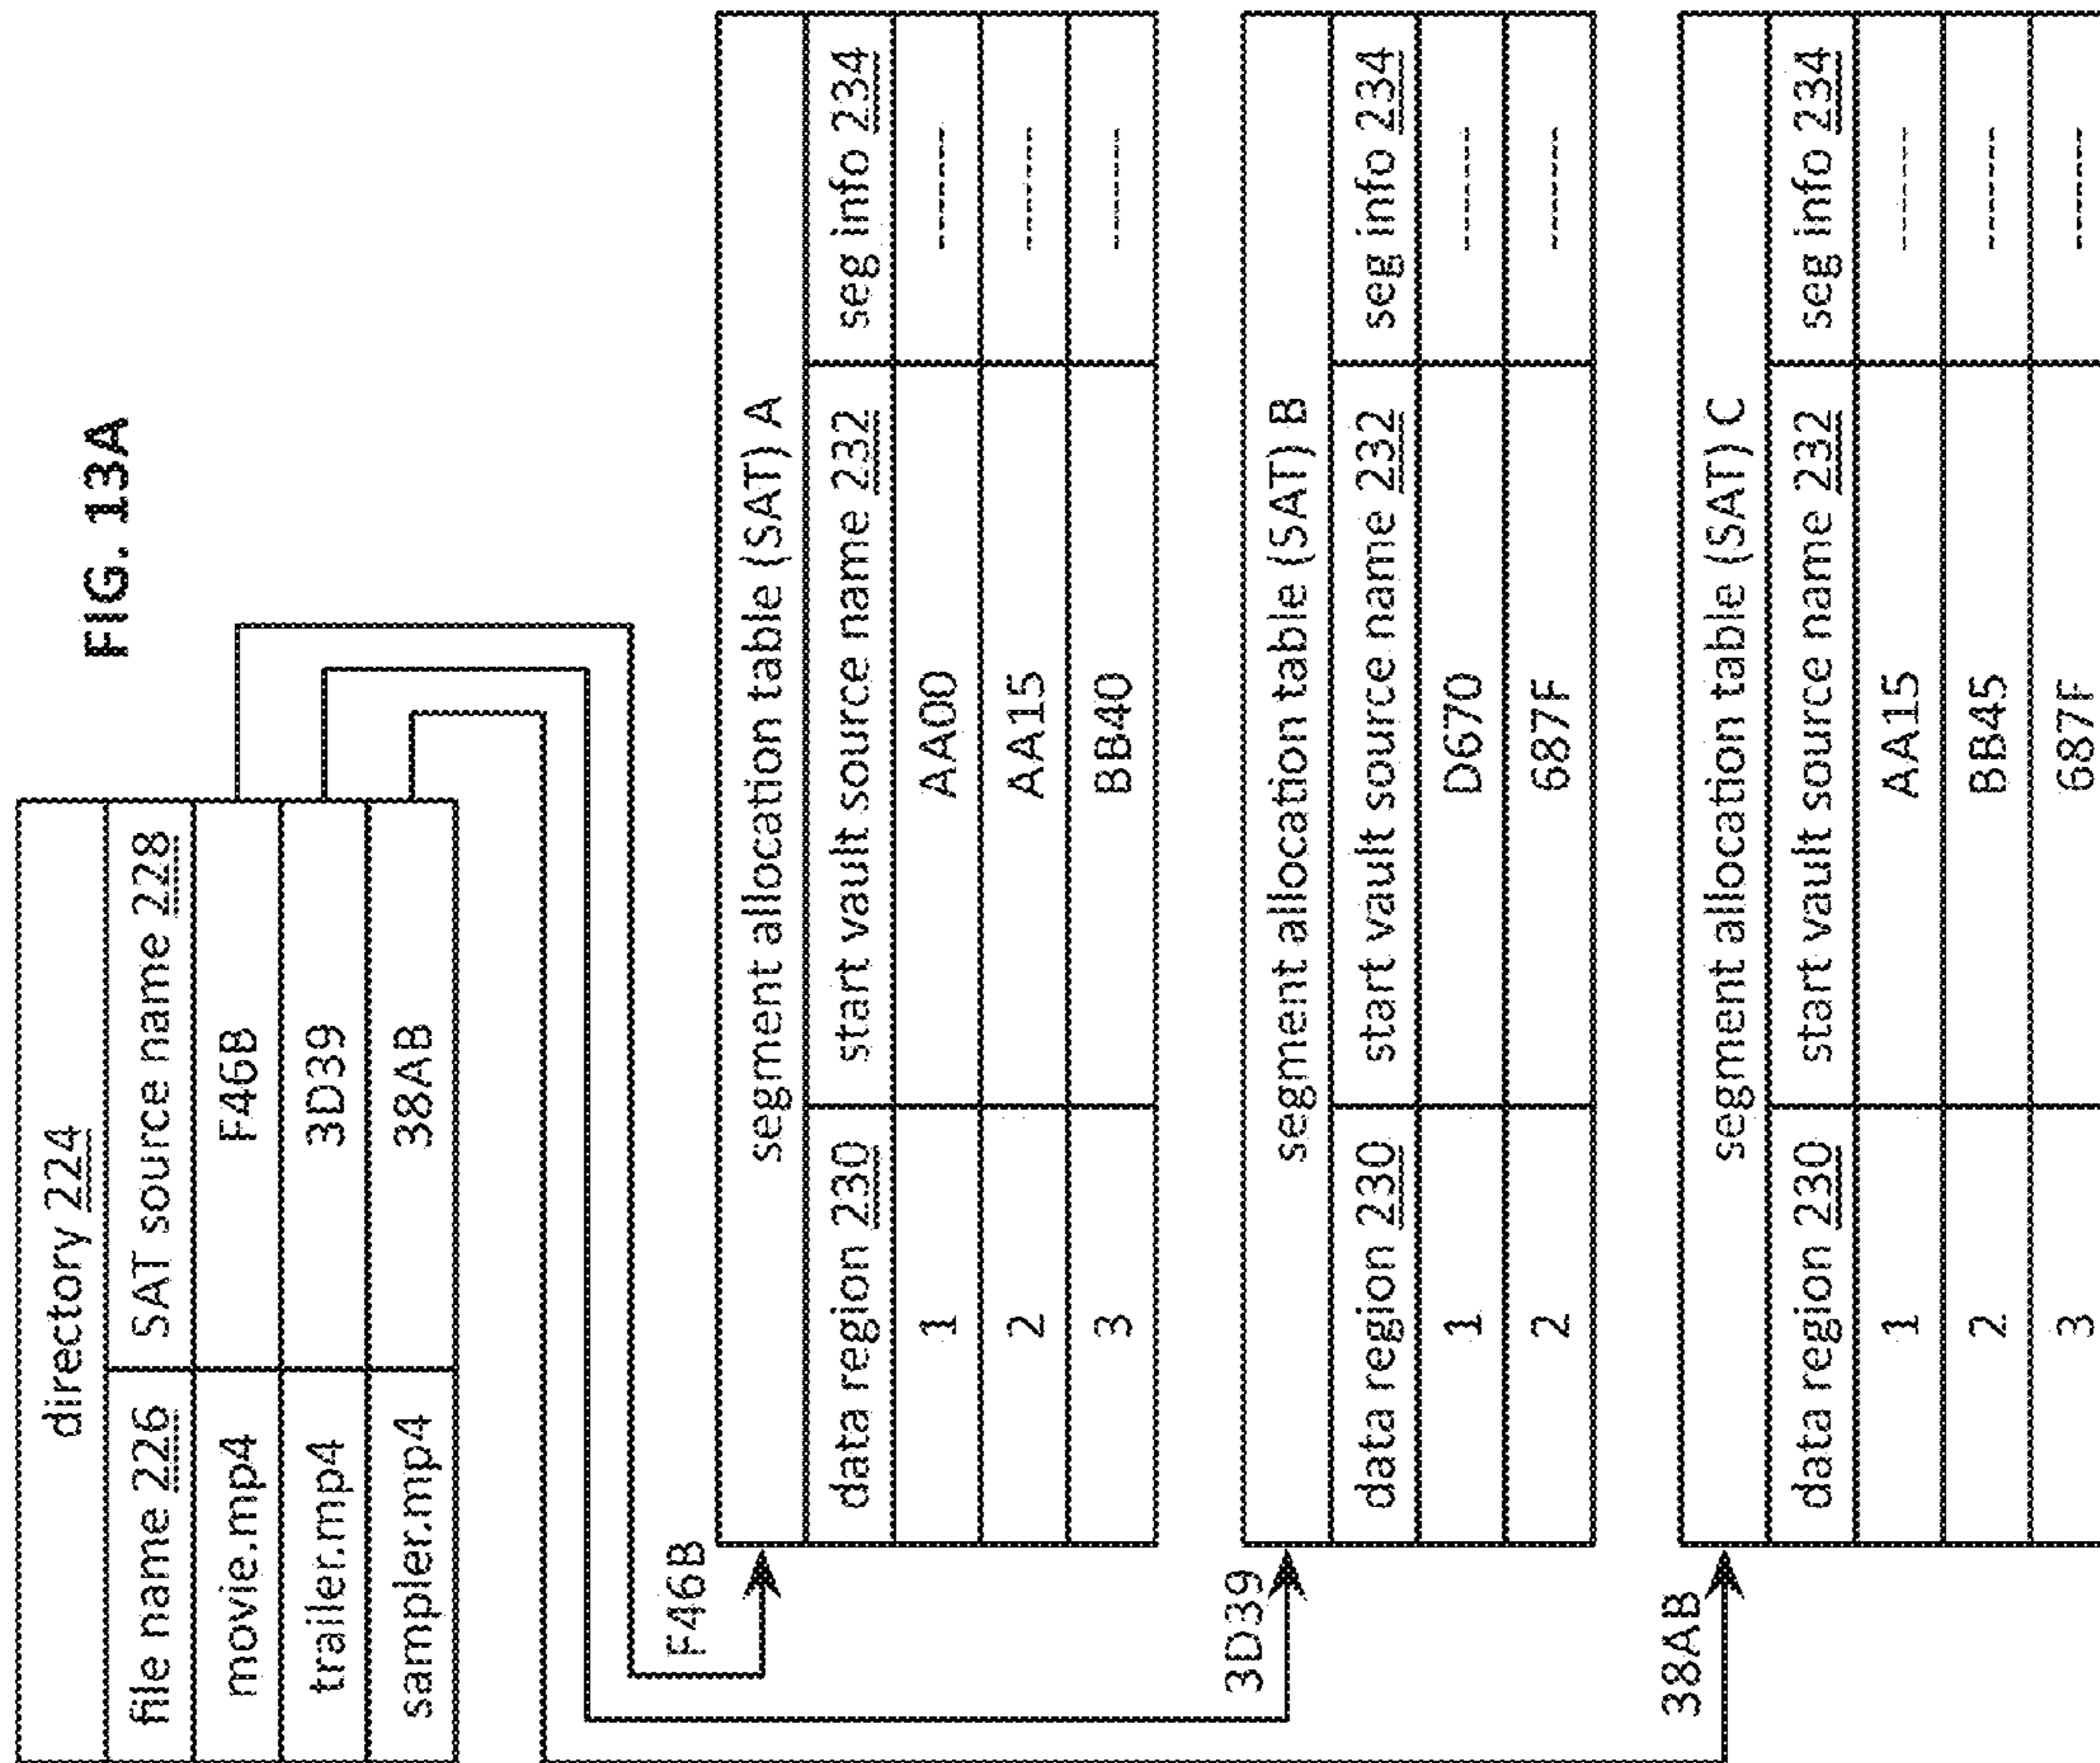 FIG. 13A
directory 224
file name 226 SAT source name 228
movie.mp4 F46B
trailer.mp4 3D39
sampler.mp4 38AB
F46B
segment allocation table (SAT) A
data region 230 start vault source name 232 seg info 234
1 AA00 -------
2 AA15 -------
3 BB40 -------
3D39
segment allocation table (SAT) B
data region 230 start vault source name 232 seg info 234
1 D670 -------
2 687F -------
38AB
segment allocation table (SAT) C
data region 230 start vault source name 232 seg info 234
1 AA15 -------
2 BB45 -------
3 687F -------